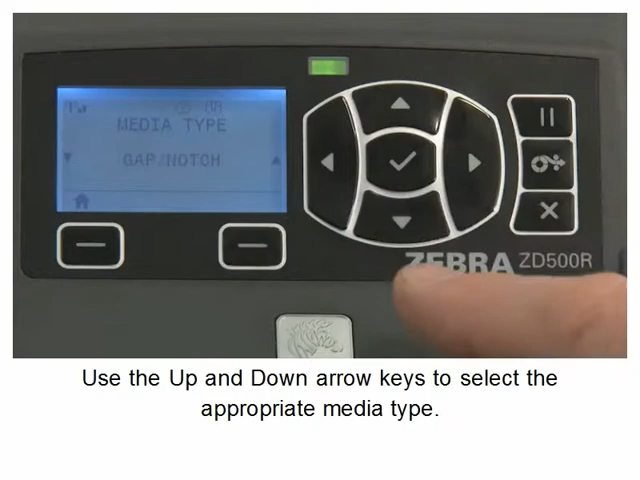 MEDIA TYPE
GAP/NOTCH
ZEBRA ZD500R
Use the Up and Down arrow keys to select the
appropriate media type.